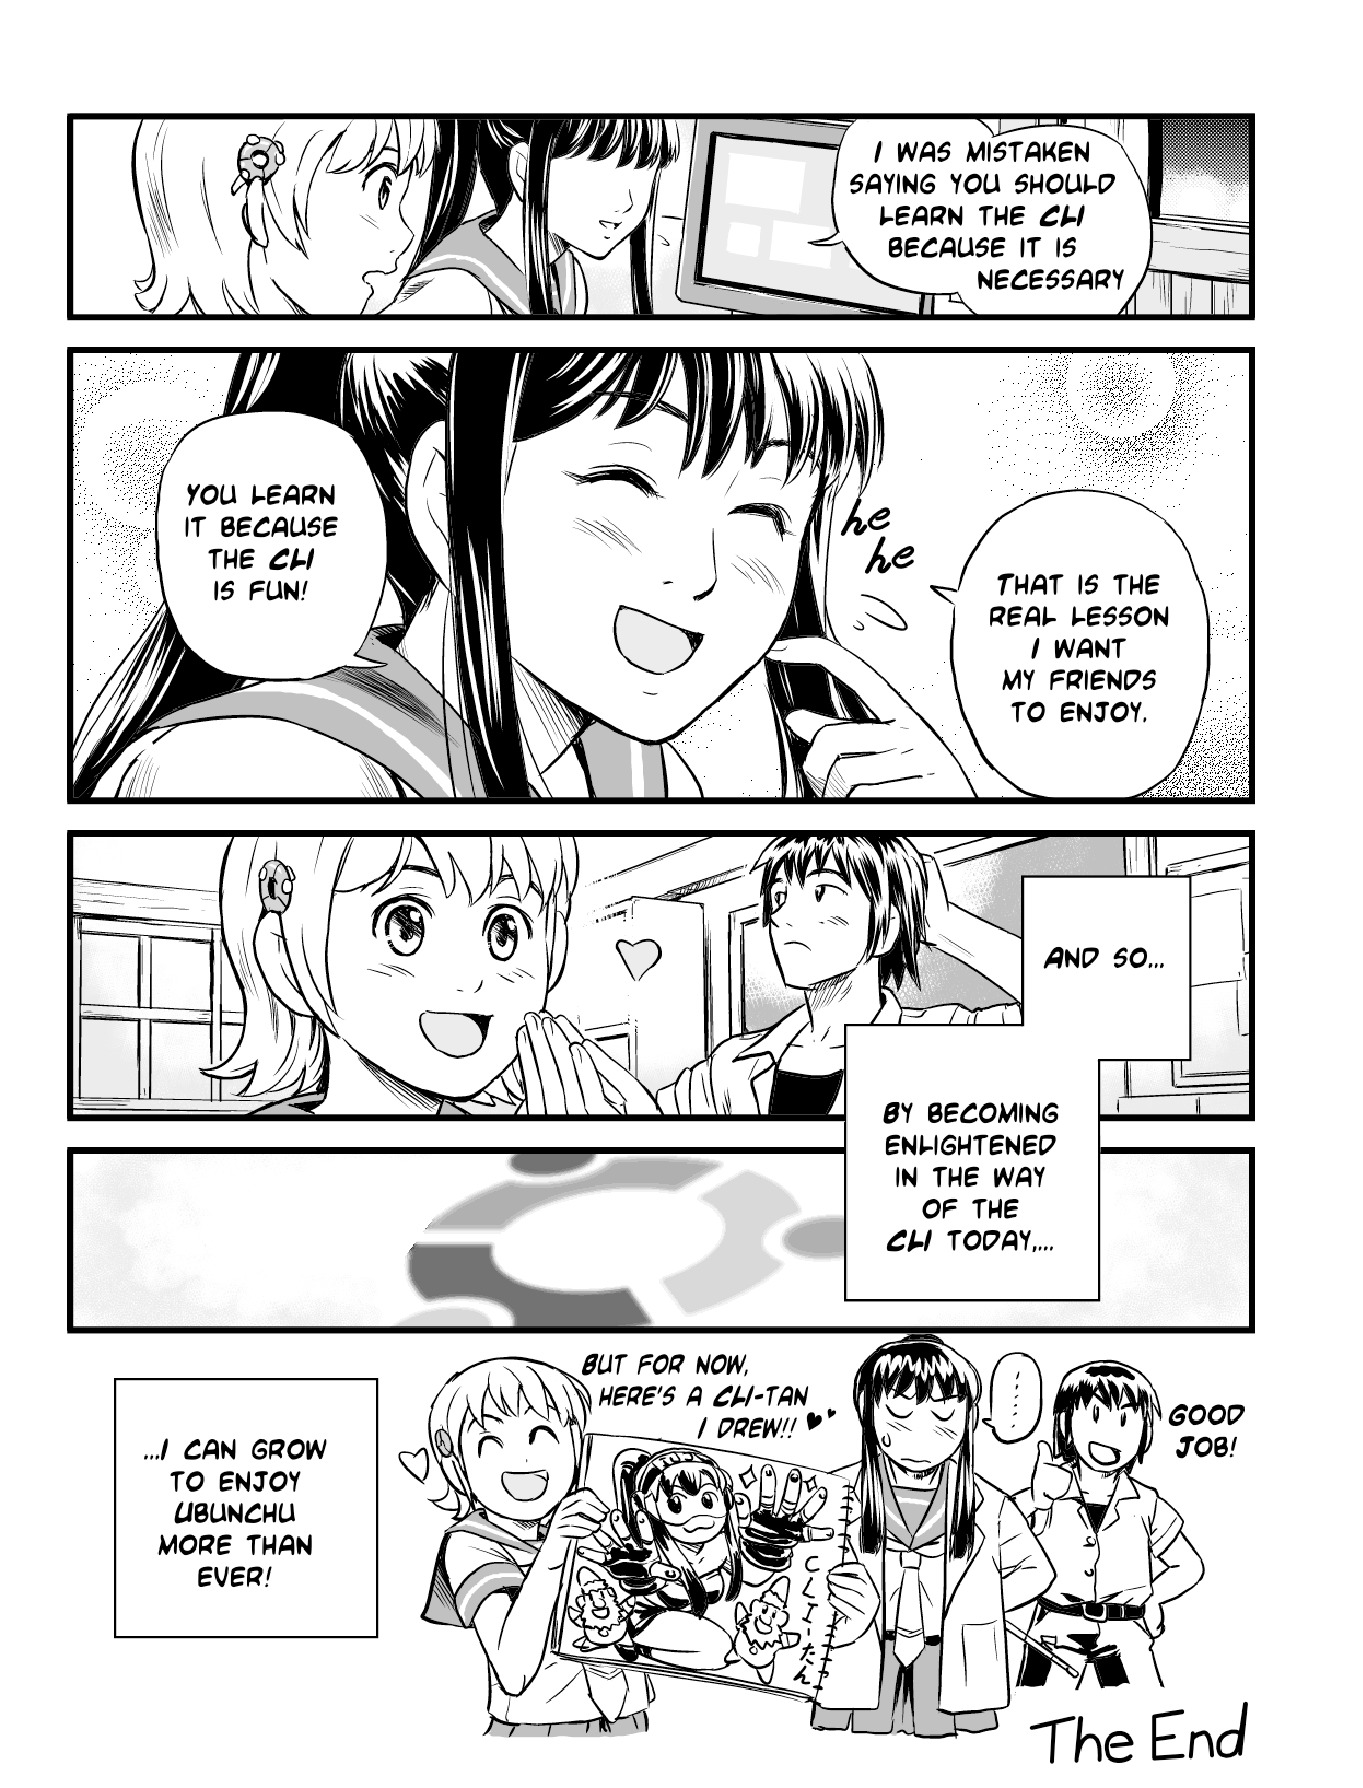 I WAS MISTAKEN
SAYING YOU SHOULD
LEARN THE CLI
BECAUSE IT IS
NECESSARY
YOU LEARN
IT BECAUSE
THE CLI
IS FUN!
he
he
THAT IS THE
REAL LESSON
I WANT
MY FRIENDS
TO ENJOY.
AND SO...
BY BECOMING
ENLIGHTENED
IN THE WAY
OF THE
CLI TODAY,...
...I CAN GROW
TO ENJOY
UBUNCHU
MORE THAN
EVER!
BUT FOR NOW,
HERE'S A CLI-TAN
I DREW!!
CLIーたん
......
GOOD
JOB!
The End